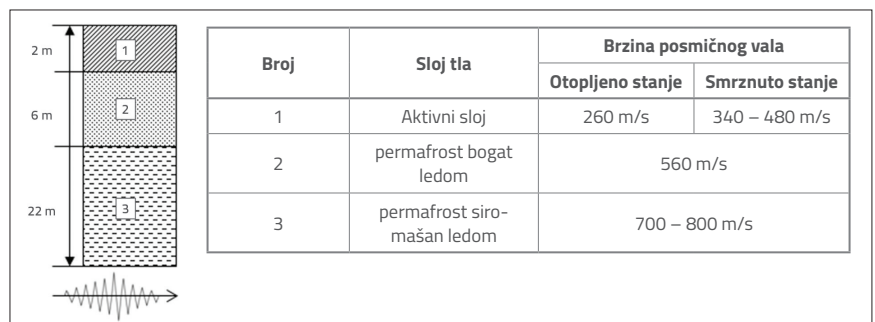 2 m
1
6 m
2
22 m
3
Broj
Sloj tla
Brzina posmičnog vala
Otopljeno stanje
Smrznuto stanje
1
Aktivni sloj
260 m/s
340 – 480 m/s
2
permafrost bogat
ledom
560 m/s
3
permafrost siro-
mašan ledom
700 – 800 m/s